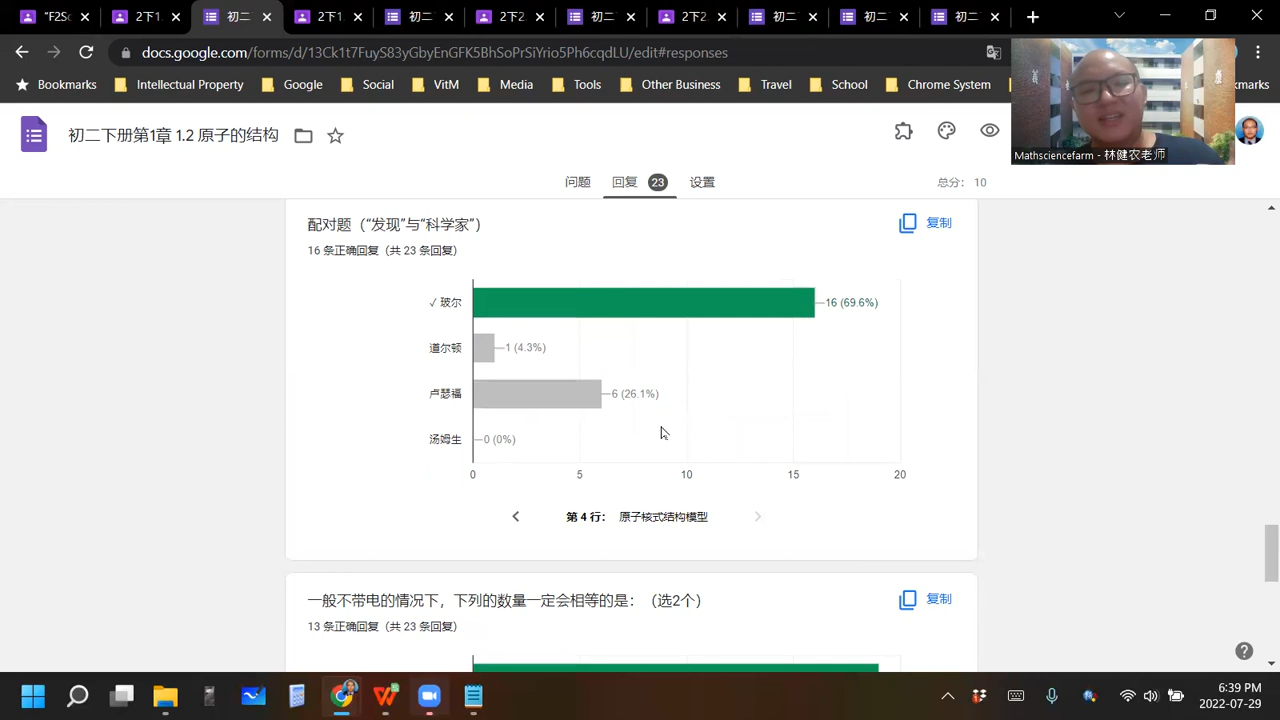 "F2S
2下1.
初二
2下1
初二
2下2.
初二
2下2.
初二
初二
初二
docs.google.com/forms/d/13Ck1t7FuyS83yCbyFnGFK5BhSoPrSiYrio5Ph6cqdLU/edit#responses
Bookmarks
Intellectual Property
Google
Social
Tools
Other Business
Travel
School
Chrome System
marks
初二下册第1章 1.2 原子的结构
Mathsciencefarm - 林健农老师
问题
回复 23
设置
总分： 10
配对题（“发现”与“科学家”）
复制
16 条正确回复（共 23 条回复）
✓ 玻尔
16 (69.6%)
道尔顿
1 (4.3%)
卢瑟福
6 (26.1%)
汤姆生
0 (0%)
0 5 10 15 20
第 4 行： 原子核式结构模型
一般不带电的情况下，下列的数量一定会相等的是：（选2个）
复制
13 条正确回复（共 23 条回复）
6:39 PM
2022-07-29